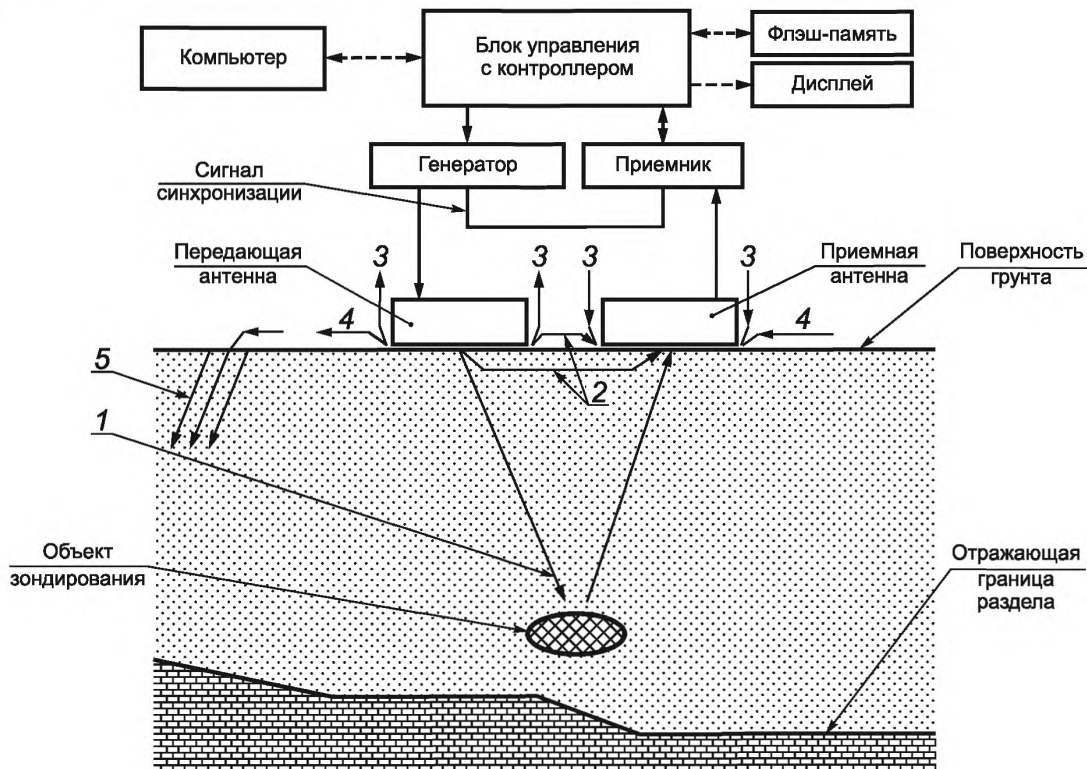 Компьютер
Блок управления
с контроллером
Флэш-память
Дисплей
Генератор
Приемник
Сигнал
синхронизации
Передающая
антенна
3
3
3
Приемная
антенна
3
Поверхность
грунта
4
4
5
2
1
Объект
зондирования
Отражающая
граница
раздела